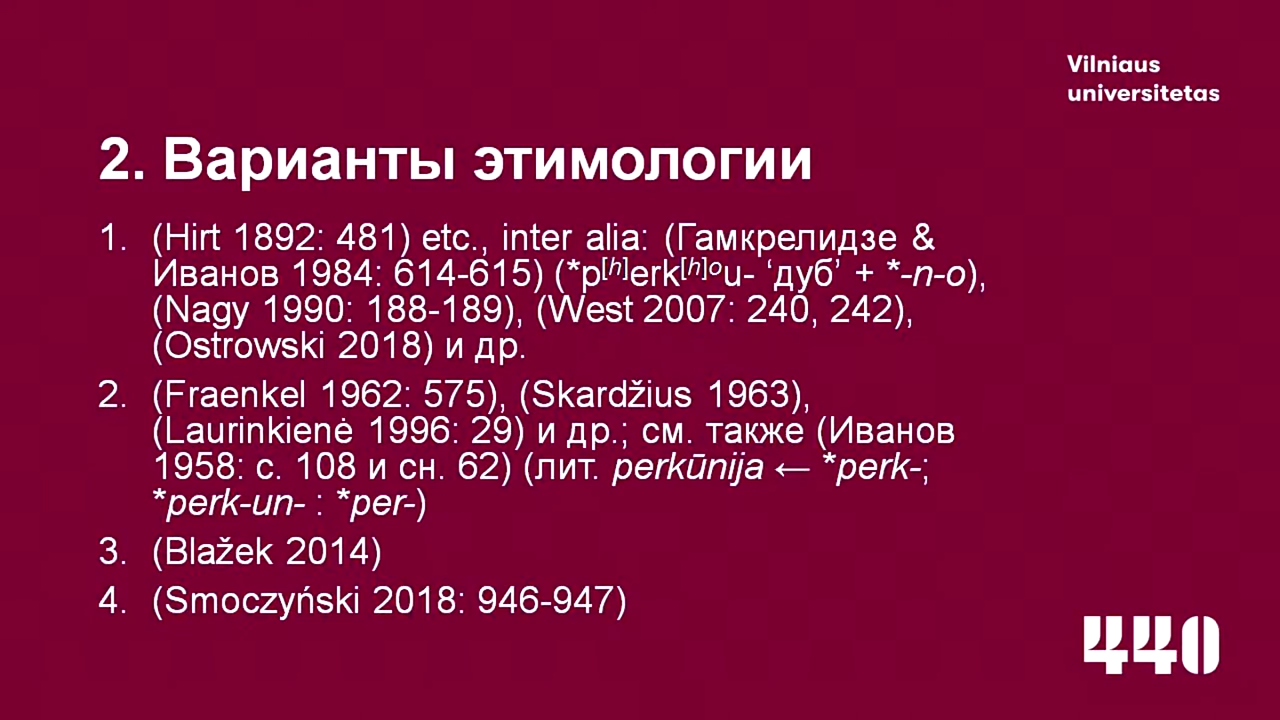 Vilniaus
universitetas
2. Варианты этимологии
1. (Hirt 1892: 481) etc., inter alia: (Гамкрелидзе &
Иванов 1984: 614-615) (*p[h]erk[h]ou- ‘дуб’ + *-n-o),
(Nagy 1990: 188-189), (West 2007: 240, 242),
(Ostrowski 2018) и др.
2. (Fraenkel 1962: 575), (Skardžius 1963),
(Laurinkienė 1996: 29) и др.; см. также (Иванов
1958: с. 108 и сн. 62) (лит. perkūnija ← *perk-;
*perk-un- : *per-)
3. (Blažek 2014)
4. (Smoczyński 2018: 946-947)
440